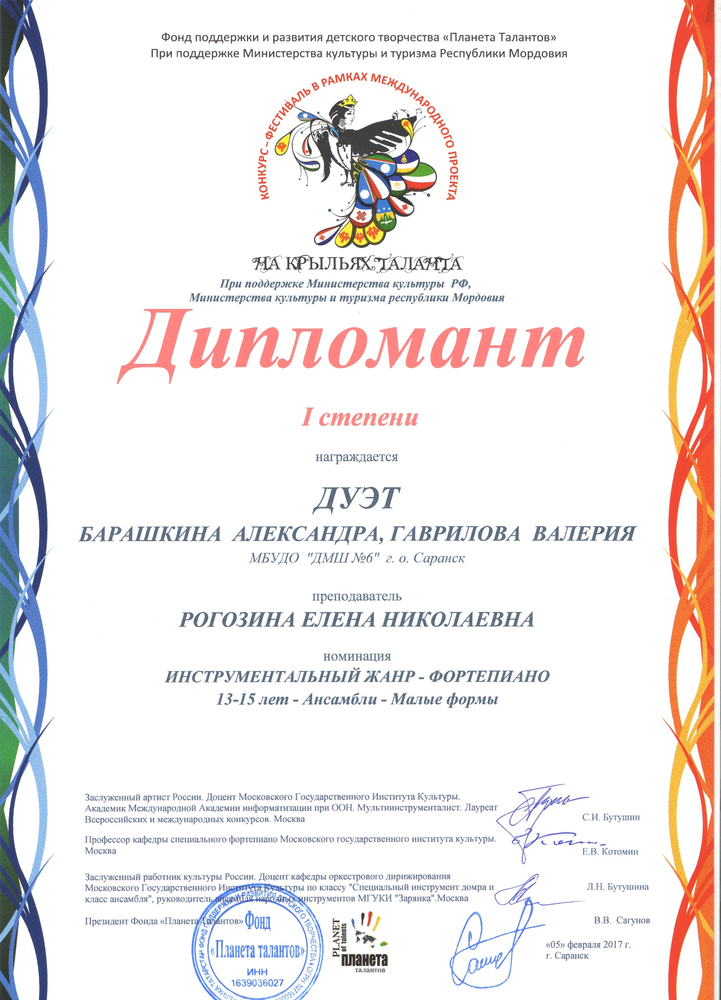 Фонд поддержки и развития детского творчества «Планета Талантов»
При поддержке Министерства культуры и туризма Республики Мордовия
КОНКУРС – ФЕСТИВАЛЬ В РАМКАХ МЕЖДУНАРОДНОГО ПРОЕКТА
НА КРЫЛЬЯХ ТАЛАНТА
При поддержке Министерства культуры РФ,
Министерства культуры и туризма республики Мордовия
Дипломант
I степени
награждается
ДУЭТ
БАРАШКИНА АЛЕКСАНДРА, ГАВРИЛОВА ВАЛЕРИЯ
МБУДО "ДМШ №6" г. о. Саранск
преподаватель
РОГОЗИНА ЕЛЕНА НИКОЛАЕВНА
номинация
ИНСТРУМЕНТАЛЬНЫЙ ЖАНР - ФОРТЕПИАНО
13-15 лет - Ансамбли - Малые формы
Заслуженный артист России. Доцент Московского Государственного Института Культуры.
Академик Международной Академии информатизации при ООН. Мультиинструменталист. Лауреат
Всероссийских и международных конкурсов. Москва
С.И. Бутушин
Профессор кафедры специального фортепиано Московского государственного института культуры.
Москва
Е.В. Котомин
Заслуженный работник культуры России. Доцент кафедры оркестрового дирижирования
Московского Государственного Института Культуры по классу "Специальный инструмент домра и
класс ансамбля", руководитель ансамбля народных инструментов МГУКИ "Зарянка".Москва
Л.Н. Бутушина
Президент Фонда «Планета Талантов»
В.В. Сагунов
ФОНД ПОДДЕРЖКИ И РАЗВИТИЯ ДЕТСКОГО ТВОРЧЕСТВА * ОГРН
ТАТАРСТАН
Фонд
«Планета талантов»
ИНН
1639036027
PLANET
of talents
планета
талантов
«05» февраля 2017 г.
г. Саранск